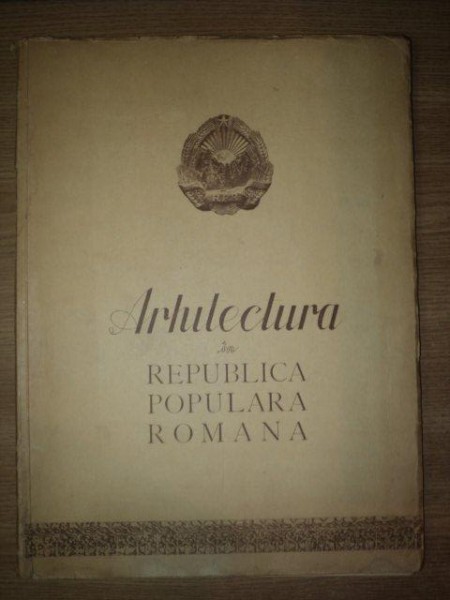 Arhitectura
în
REPUBLICA
POPULARA
ROMANA